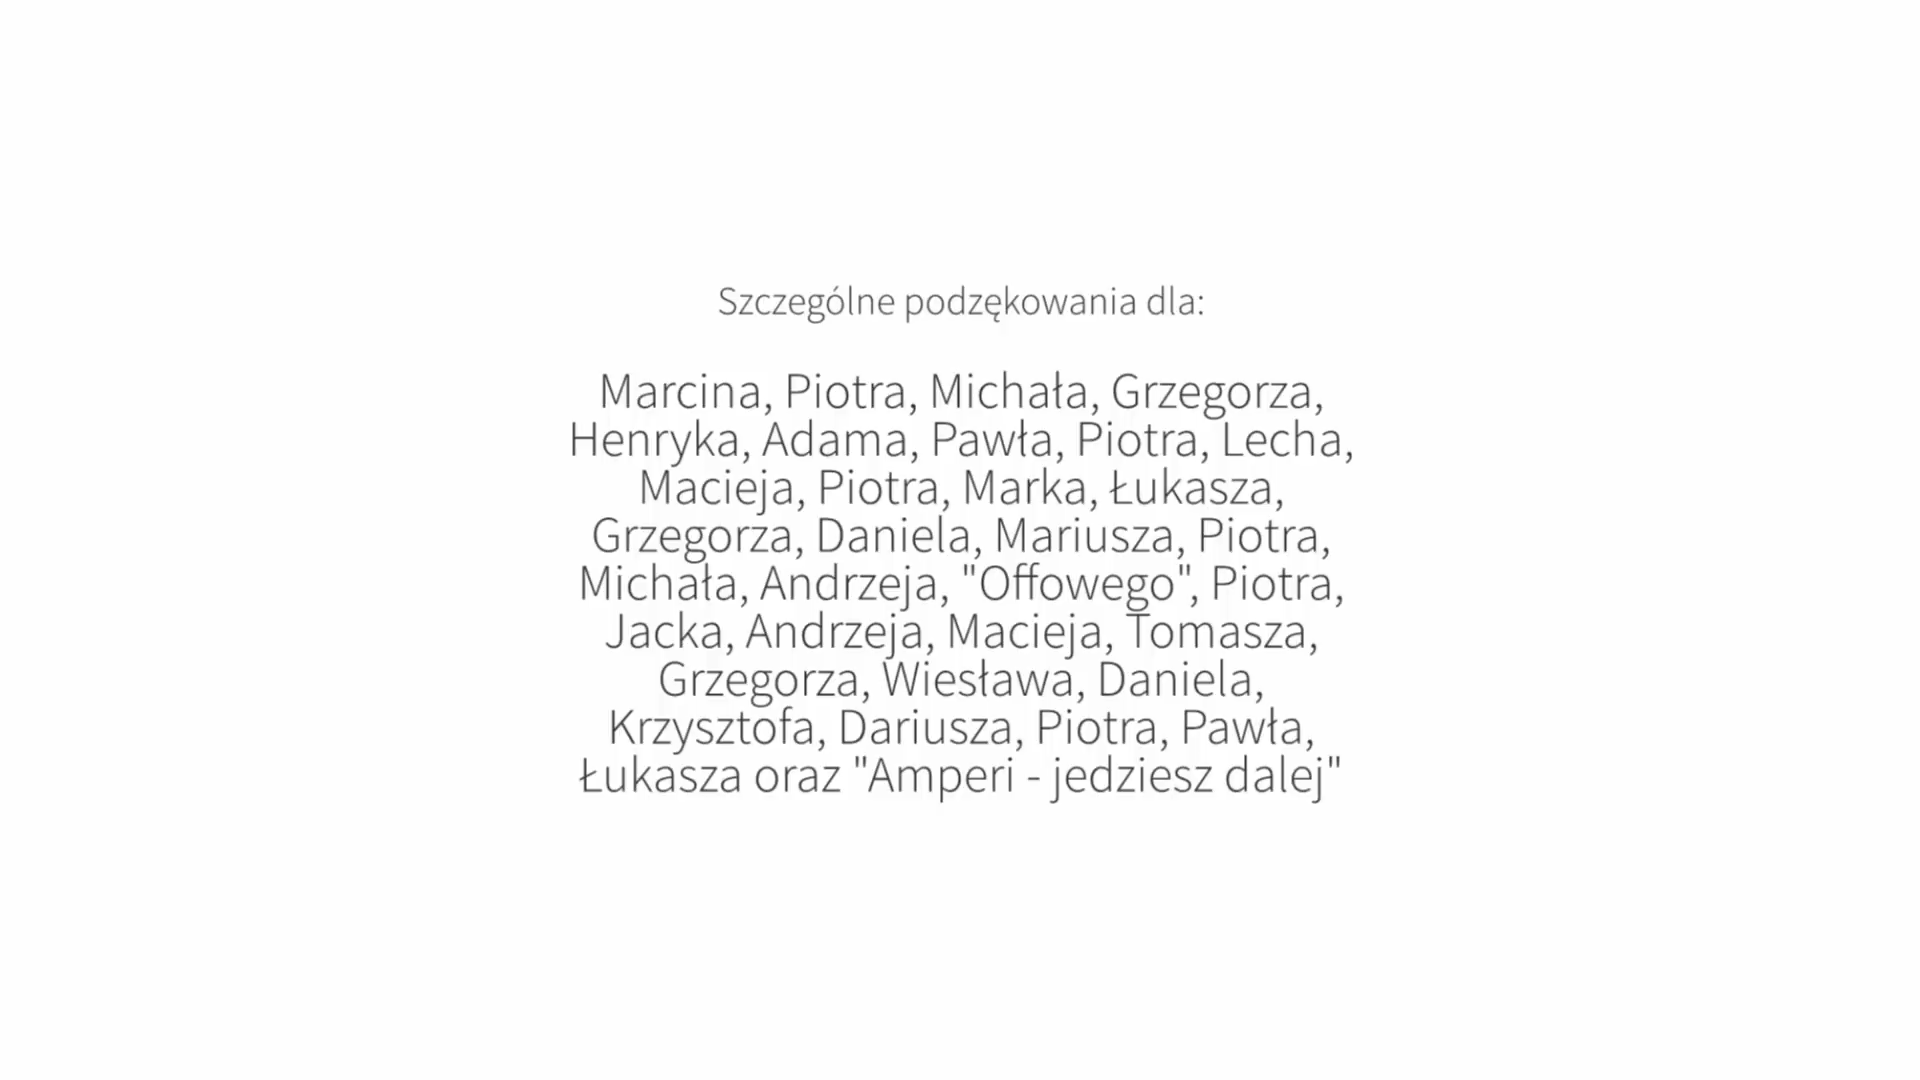 Szczególne podzękowania dla:
Marcina, Piotra, Michała, Grzegorza,
Henryka, Adama, Pawła, Piotra, Lecha,
Macieja, Piotra, Marka, Łukasza,
Grzegorza, Daniela, Mariusza, Piotra,
Michała, Andrzeja, "Offowego", Piotra,
Jacka, Andrzeja, Macieja, Tomasza,
Grzegorza, Wiesława, Daniela,
Krzysztofa, Dariusza, Piotra, Pawła,
Łukasza oraz "Amperi - jedziesz dalej"